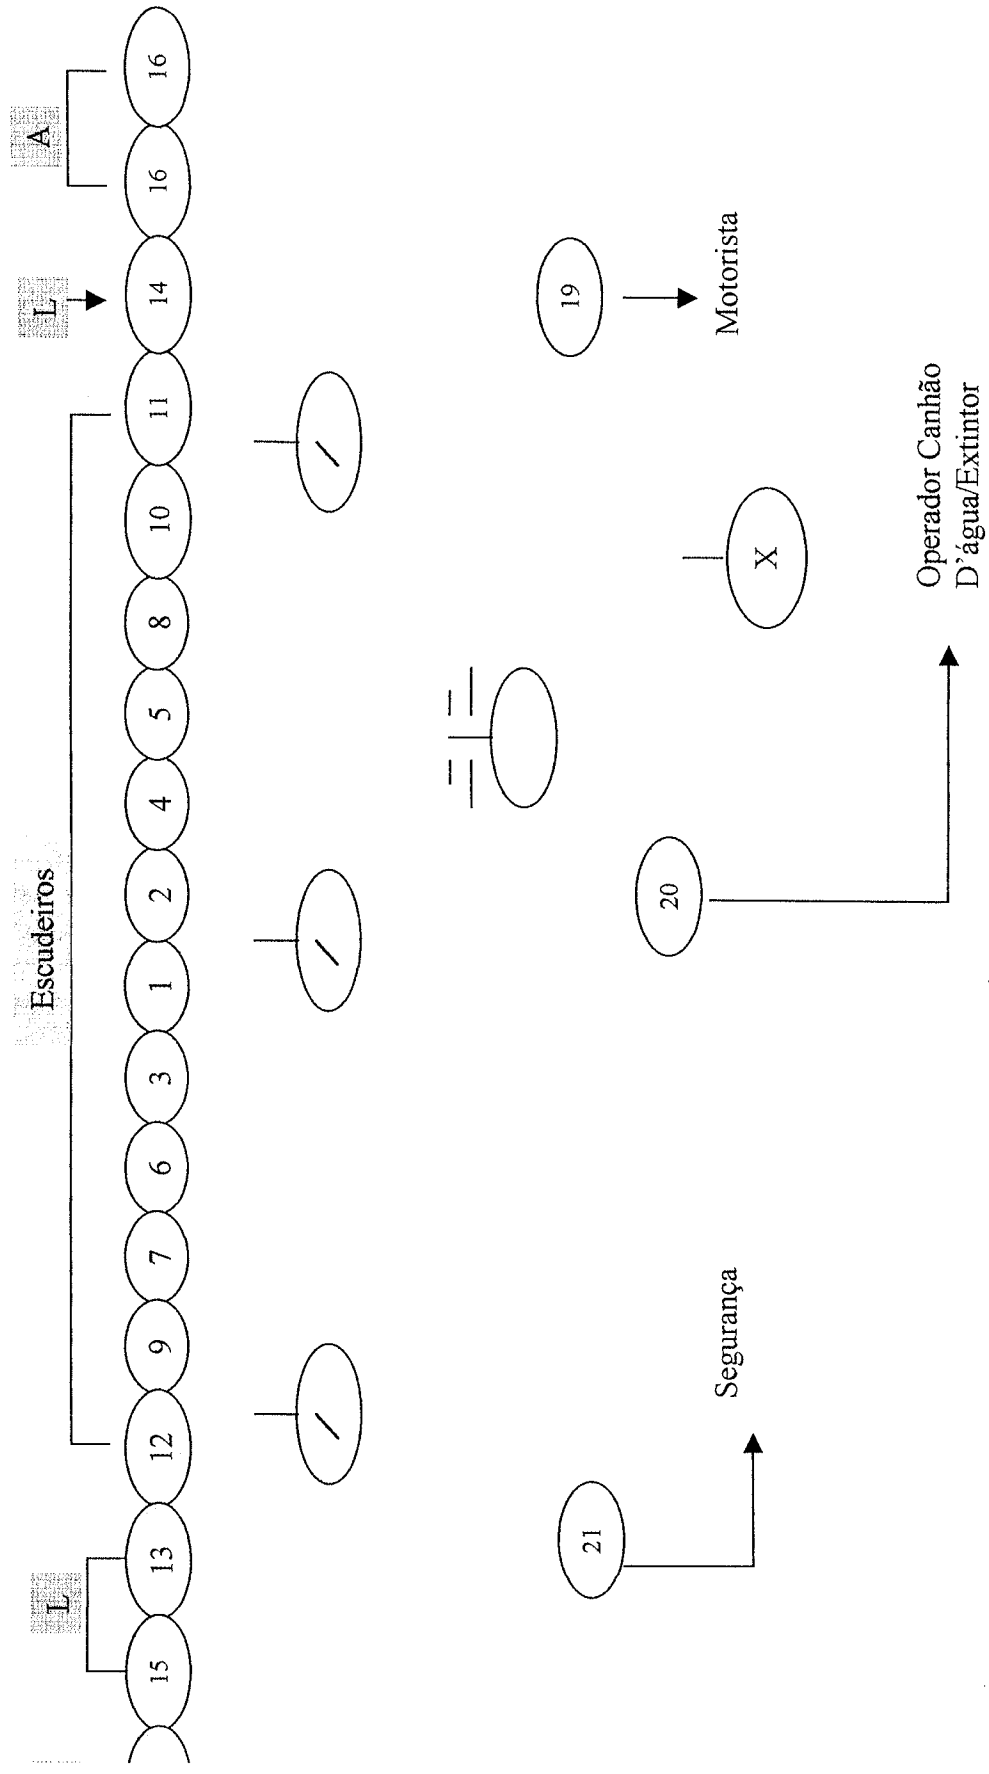 L
Escudeiros
L
A
15
13
12
9
7
6
3
1
2
4
5
8
10
11
14
16
16
21
20
19
X
Segurança
Motorista
Operador Canhão
D'água/Extintor